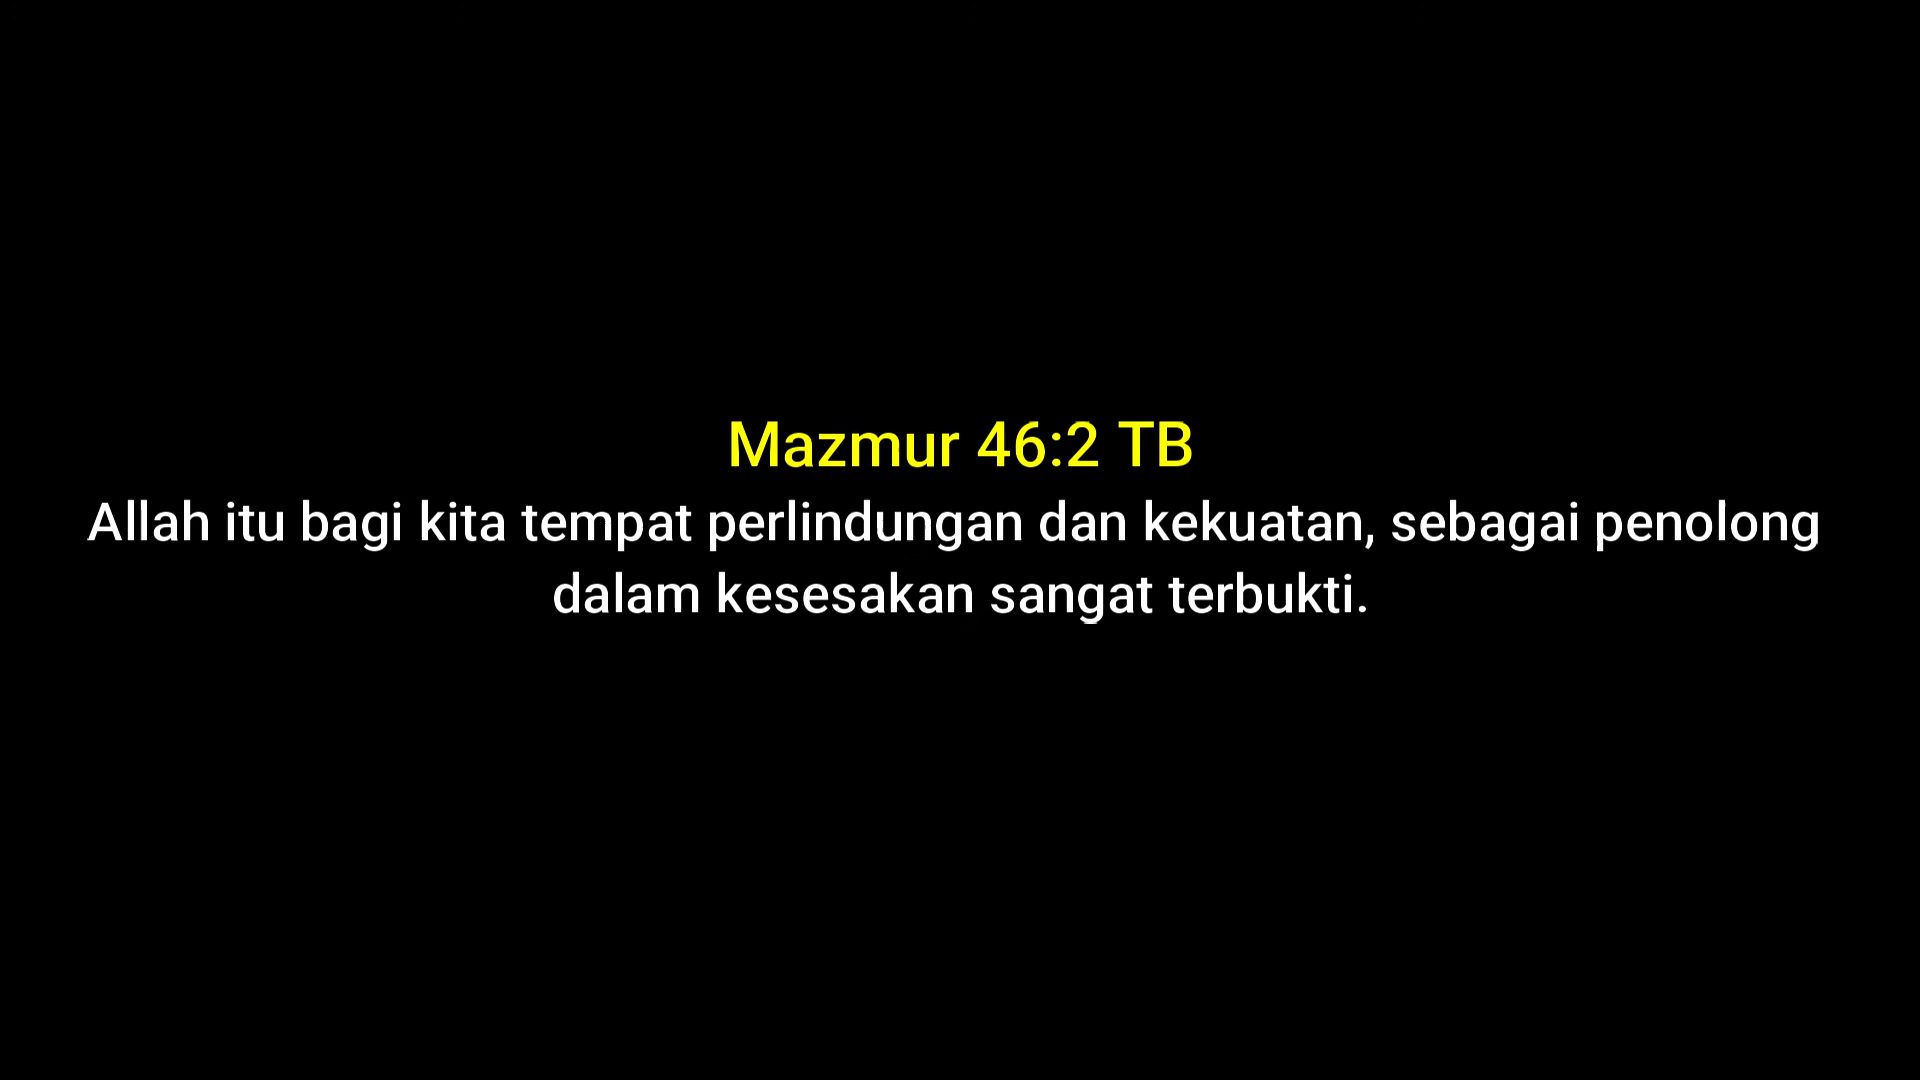 Mazmur 46:2 TB
Allah itu bagi kita tempat perlindungan dan kekuatan, sebagai penolong
dalam kesesakan sangat terbukti.